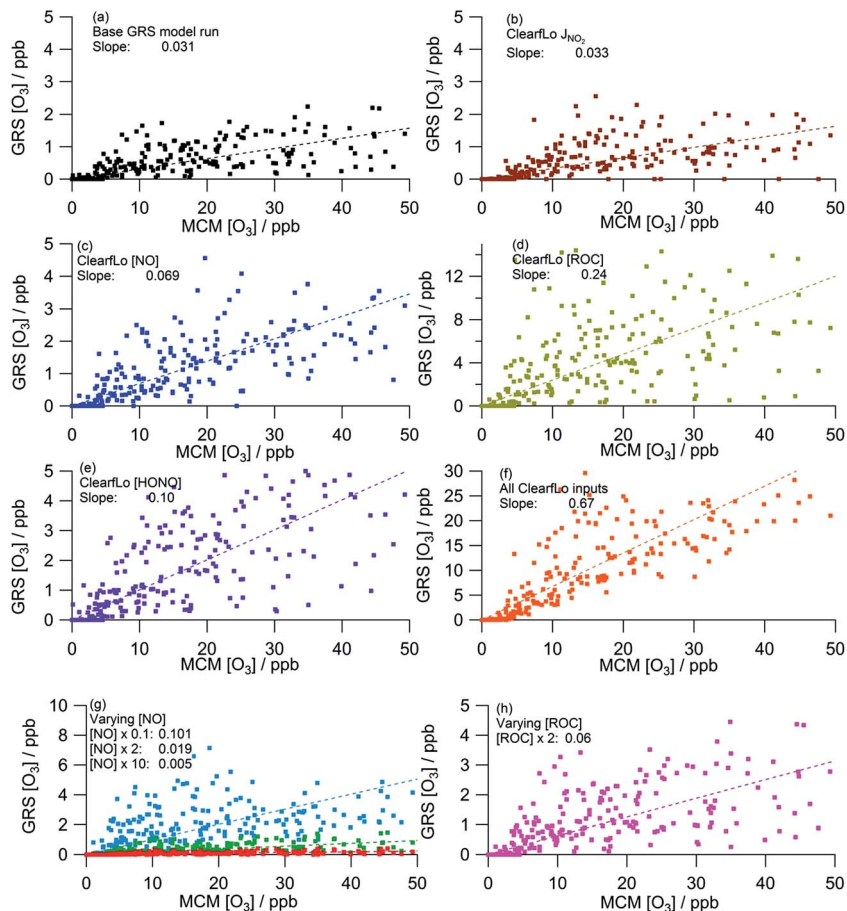 (a)
Base GRS model run
Slope: 0.031
GRS [O3] / ppb
5
4
3
2
1
0
0 10 20 30 40 50
MCM [O3] / ppb
(b)
ClearfLo JNO2
Slope: 0.033
GRS [O3] / ppb
5
4
3
2
1
0
0 10 20 30 40 50
MCM [O3] / ppb
(c)
ClearfLo [NO]
Slope: 0.069
GRS [O3] / ppb
5
4
3
2
1
0
0 10 20 30 40 50
MCM [O3] / ppb
(d)
ClearfLo [ROC]
Slope: 0.24
GRS [O3] / ppb
12
8
4
0
0 10 20 30 40 50
MCM [O3] / ppb
(e)
ClearfLo [HONO]
Slope: 0.10
GRS [O3] / ppb
5
4
3
2
1
0
0 10 20 30 40 50
MCM [O3] / ppb
(f)
All ClearfLo inputs
Slope: 0.67
GRS [O3] / ppb
30
25
20
15
10
5
0
0 10 20 30 40 50
MCM [O3] / ppb
(g)
Varying [NO]
[NO] x 0.1: 0.101
[NO] x 2: 0.019
[NO] x 10: 0.005
GRS [O3] / ppb
10
8
6
4
2
0
0 10 20 30 40 50
MCM [O3] / ppb
(h)
Varying [ROC]
[ROC] x 2: 0.06
GRS [O3] / ppb
5
4
3
2
1
0
0 10 20 30 40 50
MCM [O3] / ppb